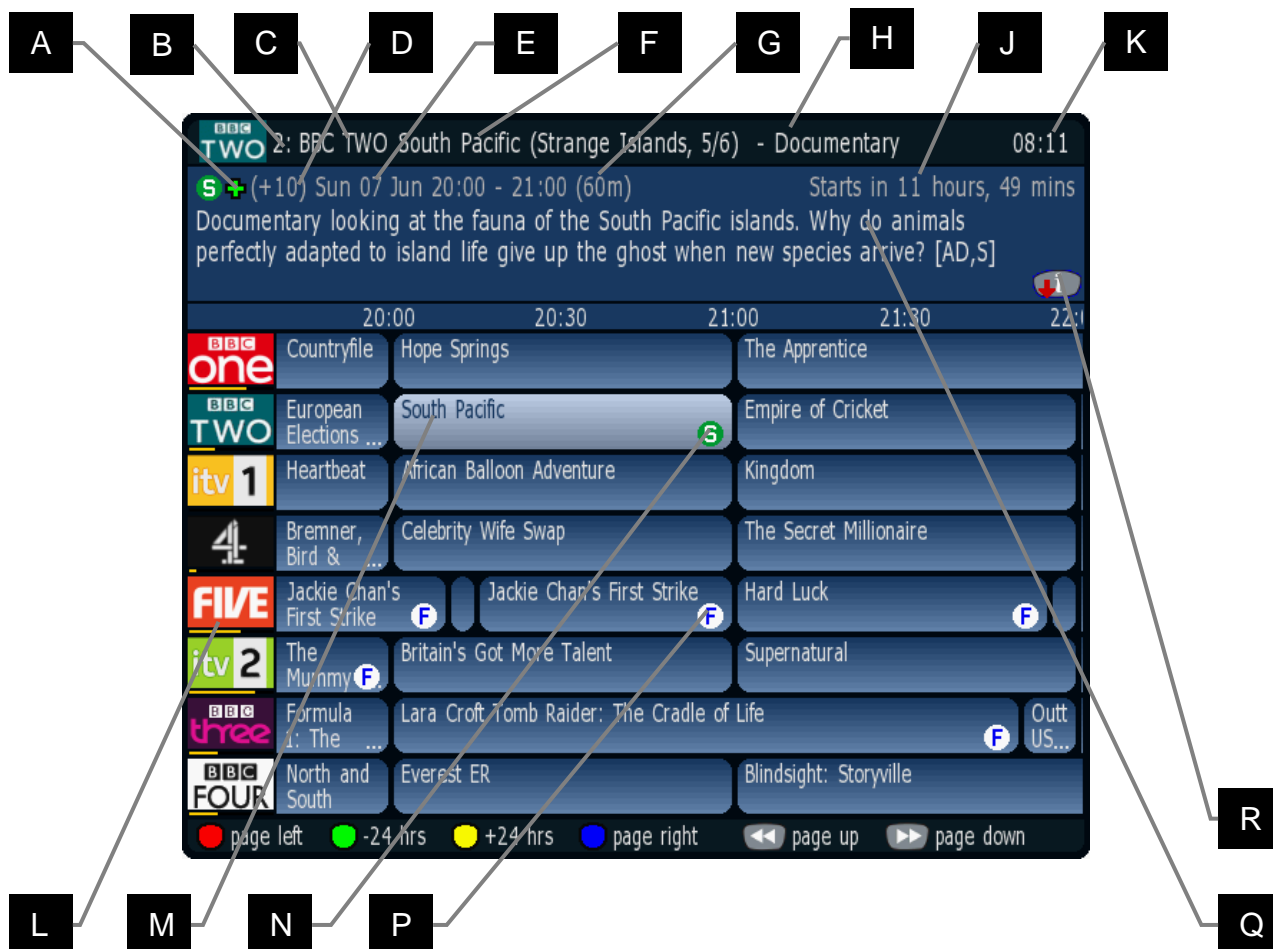 A B C D E F G H J K
BBC TWO 2: BBC TWO South Pacific (Strange Islands, 5/6) - Documentary 08:11
S (+10) Sun 07 Jun 20:00 - 21:00 (60m) Starts in 11 hours, 49 mins
Documentary looking at the fauna of the South Pacific islands. Why do animals
perfectly adapted to island life give up the ghost when new species arrive? [AD,S]
i
20:00 20:30 21:00 21:30 22:0
BBC one Countryfile Hope Springs The Apprentice
BBC TWO European Elections ... South Pacific S Empire of Cricket
itv 1 Heartbeat African Balloon Adventure Kingdom
4 Bremner, Bird & ... Celebrity Wife Swap The Secret Millionaire
FIVE Jackie Chan's First Strike F Jackie Chan's First Strike F Hard Luck F
itv 2 The Mummy F Britain's Got More Talent Supernatural
BBC three Formula 1: The ... Lara Croft Tomb Raider: The Cradle of Life F Outt US...
BBC FOUR North and South Everest ER Blindsight: Storyville
page left -24 hrs +24 hrs page right page up page down
R
L M N P Q